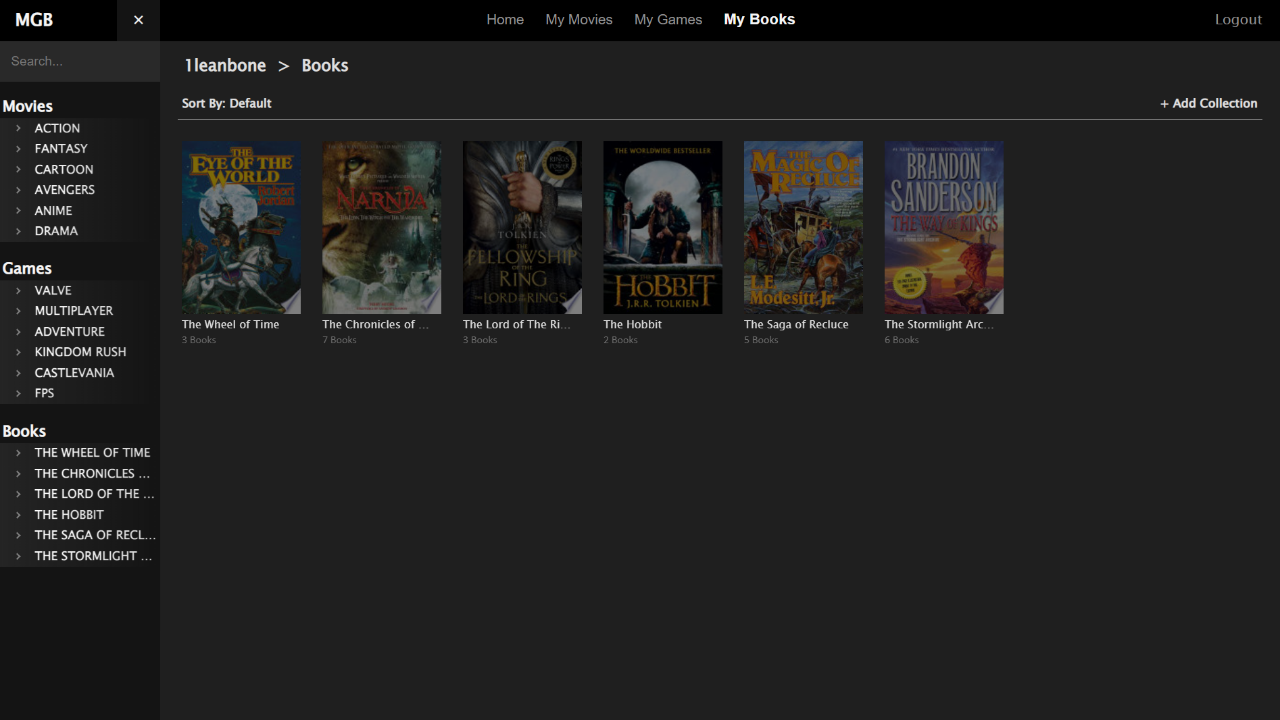 MGB
×
Home
My Movies
My Games
My Books
Logout
Search...
1leanbone > Books
Sort By: Default
+ Add Collection
Movies
> ACTION
> FANTASY
> CARTOON
> AVENGERS
> ANIME
> DRAMA
Games
> VALVE
> MULTIPLAYER
> ADVENTURE
> KINGDOM RUSH
> CASTLEVANIA
> FPS
Books
> THE WHEEL OF TIME
> THE CHRONICLES ...
> THE LORD OF THE ...
> THE HOBBIT
> THE SAGA OF RECL...
> THE STORMLIGHT ...
THE
EYE OF THE
WORLD
Robert
Jordan
The Wheel of Time
3 Books
NARNIA
The Chronicles of ...
7 Books
TOLKIEN
THE
FELLOWSHIP
OF THE
RING
THE LORD OF THE RINGS
The Lord of The Ri...
3 Books
THE WORLDWIDE BESTSELLER
THE
HOBBIT
J.R.R. TOLKIEN
The Hobbit
2 Books
THE
MAGIC OF
RECLUCE
L.E.
Modesitt, Jr.
The Saga of Recluce
5 Books
BRANDON
SANDERSON
THE WAY OF KINGS
The Stormlight Arc...
6 Books